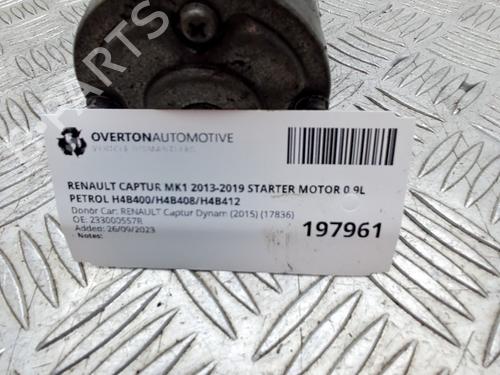 OVERTONAUTOMOTIVE
VEHICLE DISMANTLERS
RENAULT CAPTUR MK1 2013-2019 STARTER MOTOR 0.9L
PETROL H4B400/H4B408/H4B412
Donor Car: RENAULT Captur Dynam (2015) (17836)
OE: 233000557R
Added: 26/09/2023
Notes:
197961